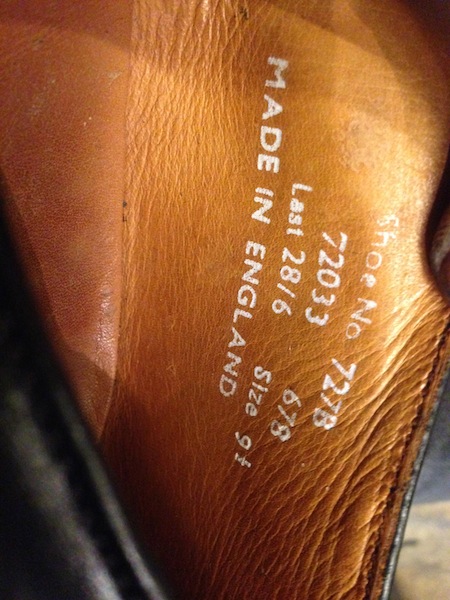 Shoe No 7278
72033 678
Last 28/6 Size 9½
MADE IN ENGLAND